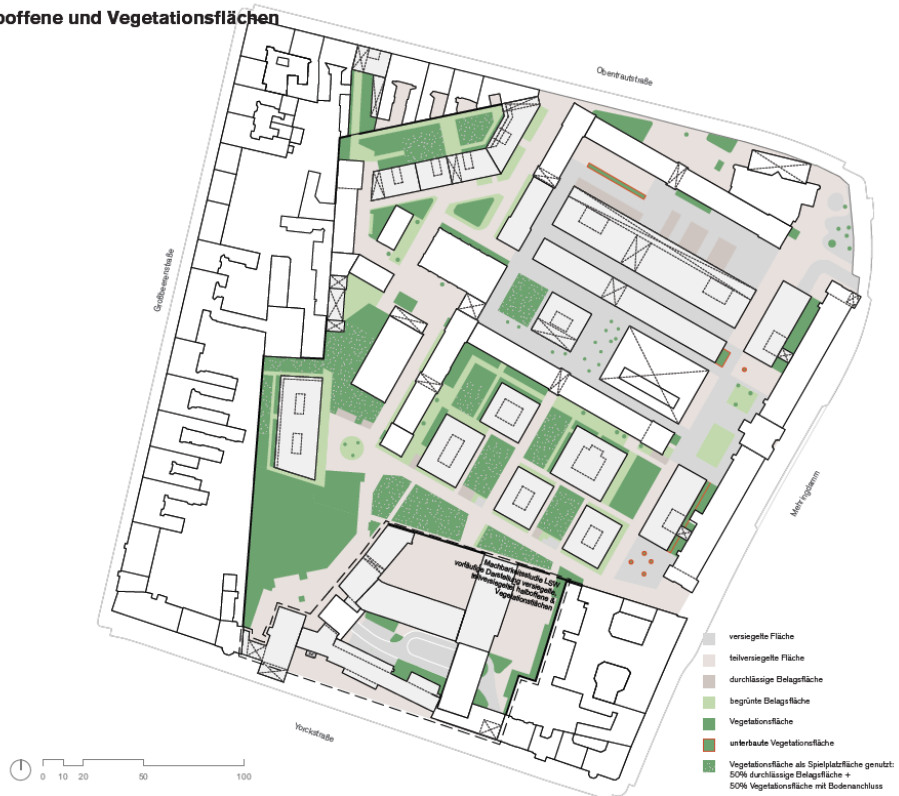 boffene und Vegetationsflächen
Obentrautstraße
Großbeerenstraße
Mehringdamm
Machbarkeitsstudie LSW
vorläufige Darstellung versiegelte,
teilversiegelte, halboffene &
Vegetationsflächen
Yorckstraße
versiegelte Fläche
teilversiegelte Fläche
durchlässige Belagsfläche
begrünte Belagsfläche
Vegetationsfläche
unterbaute Vegetationsfläche
Vegetationsfläche als Spielplatzfläche genutzt:
50% durchlässige Belagsfläche +
50% Vegetationsfläche mit Bodenanschluss
0 10 20 50 100